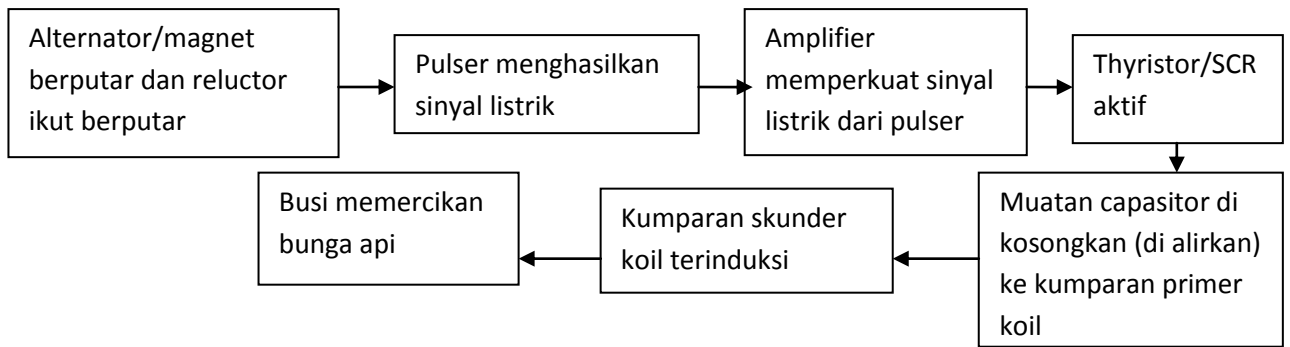 Alternator/magnet
berputar dan reluctor
ikut berputar
Pulser menghasilkan
sinyal listrik
Amplifier
memperkuat sinyal
listrik dari pulser
Thyristor/SCR
aktif
Muatan capasitor di
kosongkan (di alirkan)
ke kumparan primer
koil
Kumparan skunder
koil terinduksi
Busi memercikan
bunga api